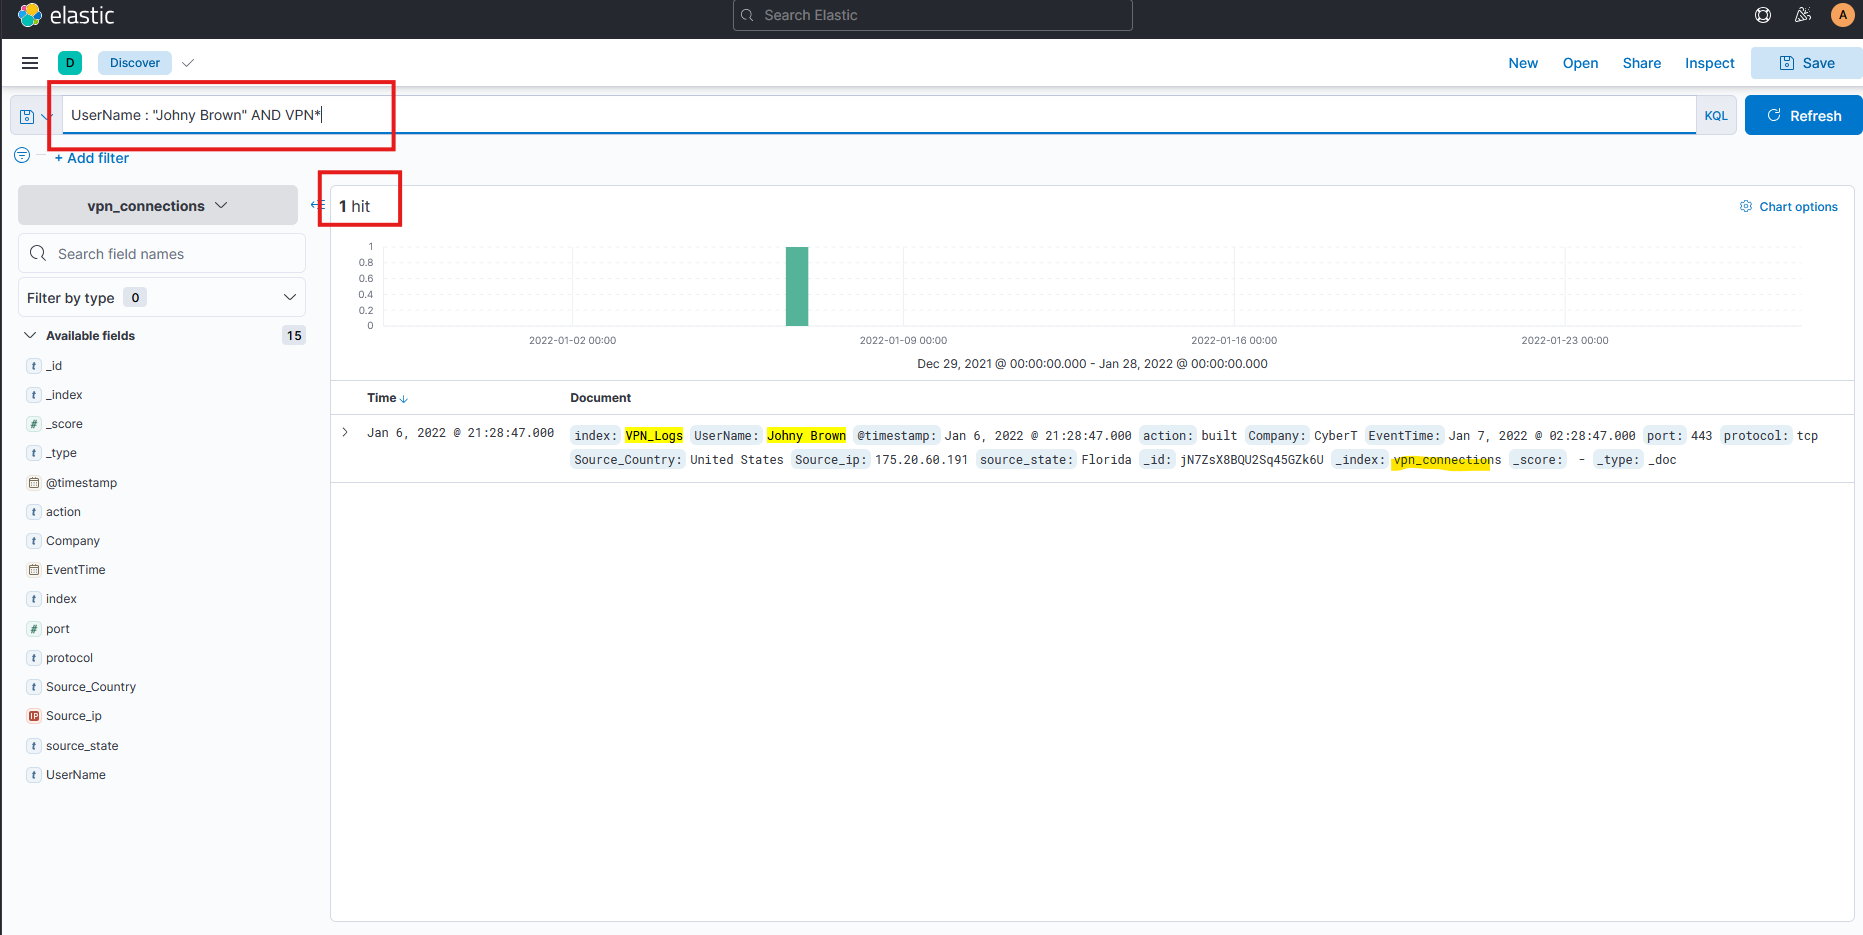 elastic
Search Elastic
A
D
Discover
New Open Share Inspect Save
UserName : "Johny Brown" AND VPN*
KQL
Refresh
+ Add filter
vpn_connections
1 hit
Chart options
Search field names
Filter by type 0
Available fields 15
t _id
t _index
# _score
t _type
@timestamp
t action
t Company
EventTime
t index
# port
t protocol
t Source_Country
IP Source_ip
t source_state
t UserName
1
0.8
0.6
0.4
0.2
0
2022-01-02 00:00 2022-01-09 00:00 2022-01-16 00:00 2022-01-23 00:00
Dec 29, 2021 @ 00:00:00.000 - Jan 28, 2022 @ 00:00:00.000
Time Document
Jan 6, 2022 @ 21:28:47.000 index: VPN_Logs UserName: Johny Brown @timestamp: Jan 6, 2022 @ 21:28:47.000 action: built Company: CyberT EventTime: Jan 7, 2022 @ 02:28:47.000 port: 443 protocol: tcp
Source_Country: United States Source_ip: 175.20.60.191 source_state: Florida _id: jN7ZsX8BQU2Sq45GZk6U _index: vpn_connections _score: - _type: _doc